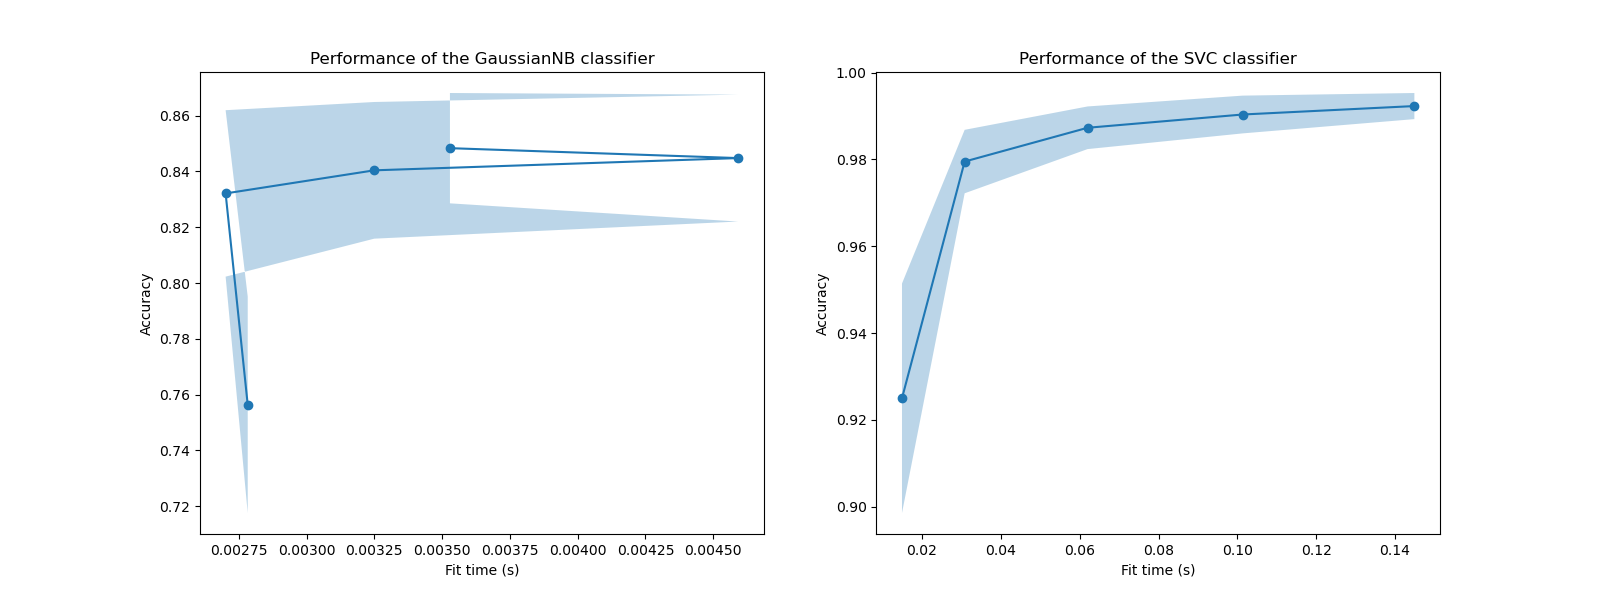 Performance of the GaussianNB classifier
0.86
0.84
0.82
0.80
0.78
0.76
0.74
0.72
Accuracy
0.00275 0.00300 0.00325 0.00350 0.00375 0.00400 0.00425 0.00450
Fit time (s)
Performance of the SVC classifier
1.00
0.98
0.96
0.94
0.92
0.90
Accuracy
0.02 0.04 0.06 0.08 0.10 0.12 0.14
Fit time (s)